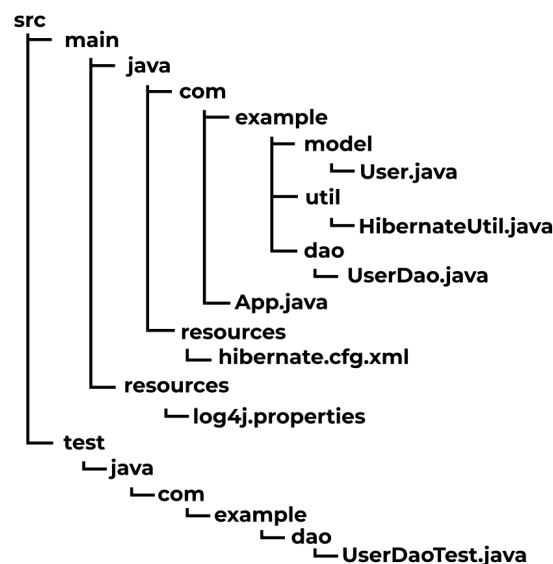 src
main
java
com
example
model
User.java
util
HibernateUtil.java
dao
UserDao.java
App.java
resources
hibernate.cfg.xml
resources
log4j.properties
test
java
com
example
dao
UserDaoTest.java